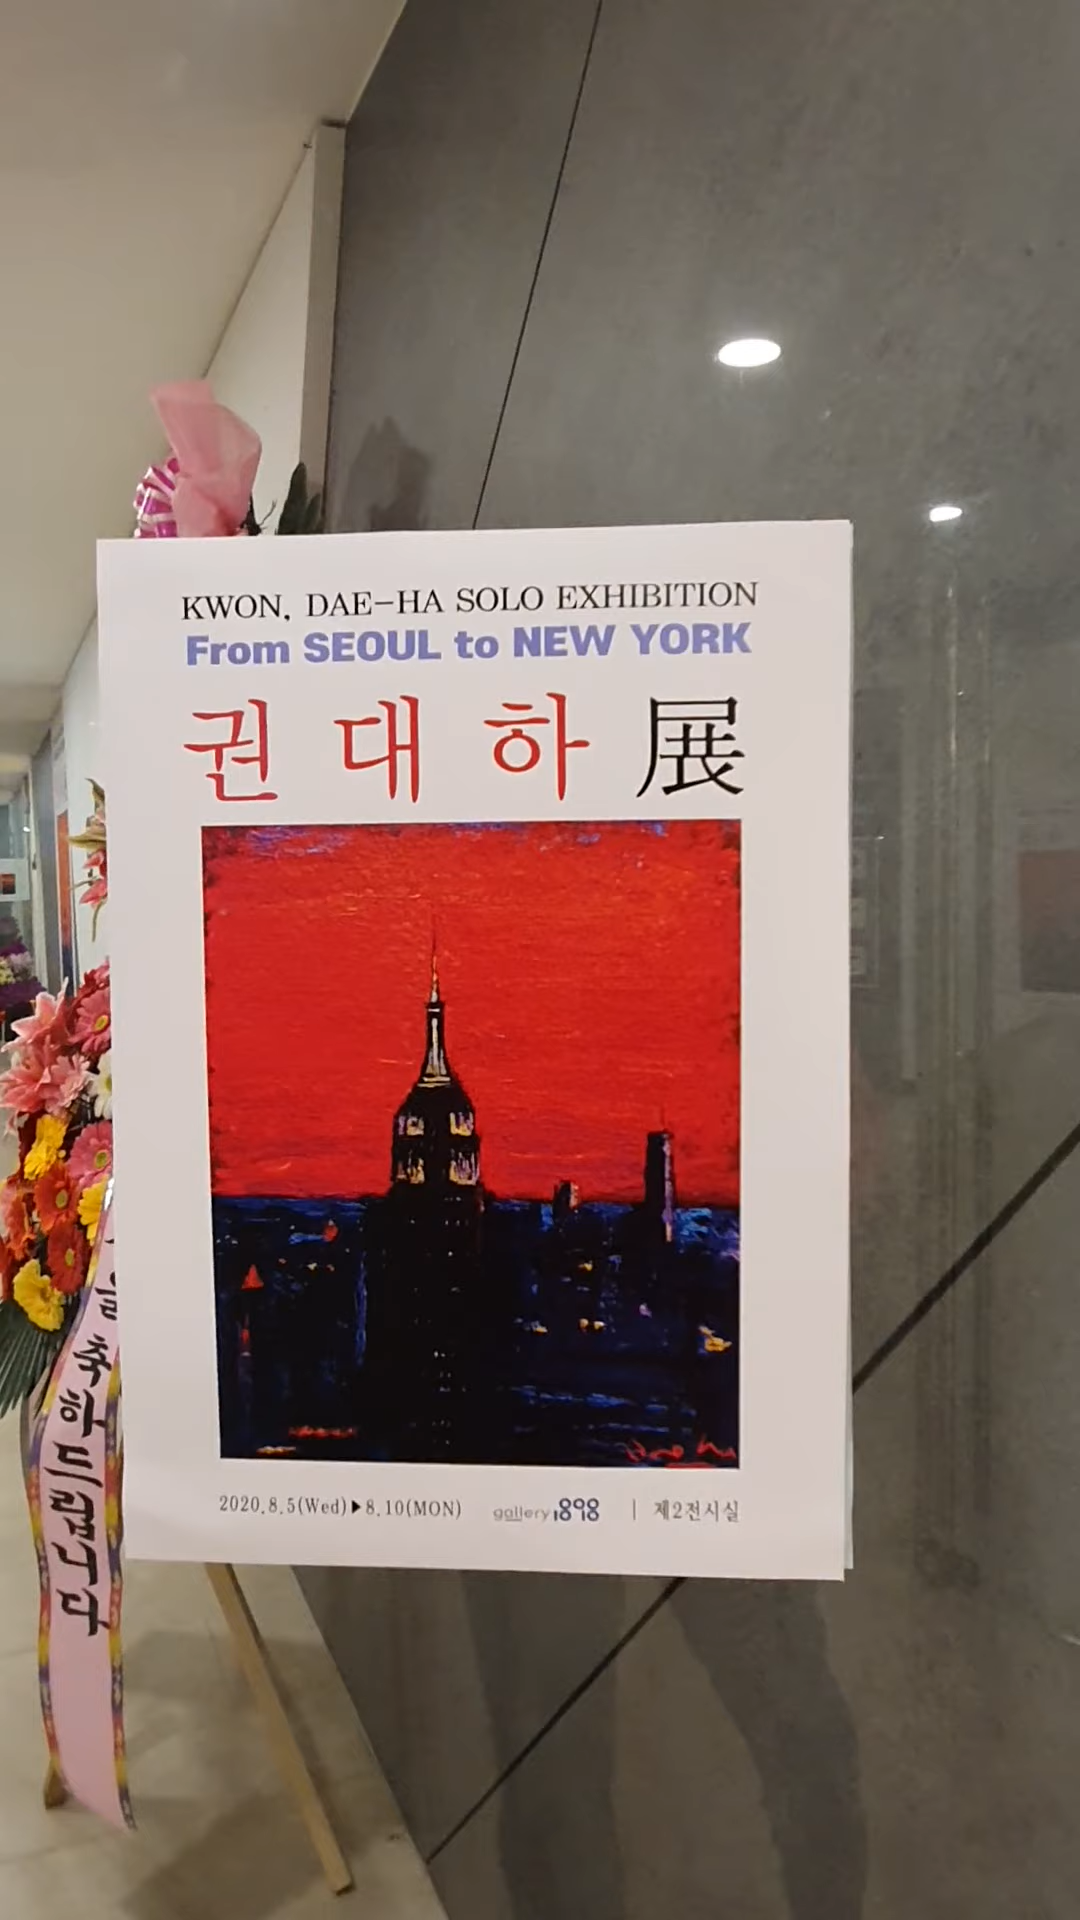 KWON, DAE-HA SOLO EXHIBITION
From SEOUL to NEW YORK
권 대 하 展
2020.8.5(Wed)▶8.10(MON) gallery1898 | 제2전시실
축하드립니다